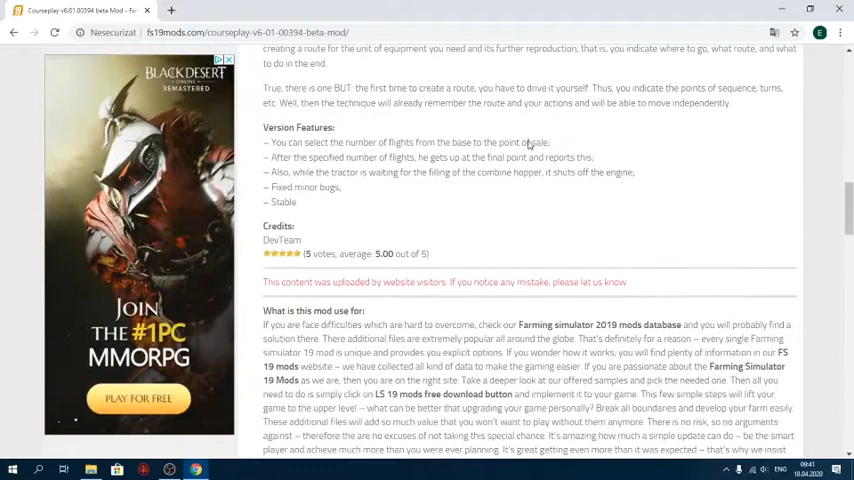 Courseplay v6-01-00394 beta Mod - Far
Nesecurizat
fs19mods.com/courseplay-v6-01-00394-beta-mod/
E
creating a route for the unit of equipment you need and its further reproduction, that is, you indicate where to go, what route, and what
to do in the end.
True, there is one BUT: the first time to create a route, you have to drive it yourself. Thus, you indicate the points of sequence, turns,
etc. Well, then the technique will already remember the route and your actions and will be able to move independently.
Version Features:
– You can select the number of flights from the base to the point of sale;
– After the specified number of flights, he gets up at the final point and reports this;
– Also, while the tractor is waiting for the filling of the combine hopper, it shuts off the engine;
– Fixed minor bugs;
– Stable
Credits:
DevTeam
(5 votes, average: 5.00 out of 5)
This content was uploaded by website visitors. If you notice any mistake, please let us know.
What is this mod use for:
If you are face difficulties which are hard to overcome, check our Farming simulator 2019 mods database and you will probably find a
solution there. There additional files are extremely popular all around the globe. That's definitely for a reason – every single Farming
simulator 19 mod is unique and provides you explicit options. If you wonder how it works, you will find plenty of information in our FS
19 mods website – we have collected all kind of data to make the gaming easier. If you are passionate about the Farming Simulator
19 Mods as we are, then you are on the right site. Take a deeper look at our offered samples and pick the needed one. Then all you
need to do is simply click on LS 19 mods free download button and implement it to your game. This few simple steps will lift your
game to the upper level – what can be better that upgrading your game personally? Break all boundaries and develop your farm easily.
These additional files will add so much value that you won't want to play without them anymore. There is no risk, so no arguments
against – therefore the are no excuses of not taking this special chance. It's amazing how much a simple update can do – be the smart
player and achieve much more than you were ever planning. It's great getting even more than it was expected – that's why we insist
BLACK DESERT
ONLINE
REMASTERED
JOIN
THE #1PC
MMORPG
PLAY FOR FREE
ENG
09:41
18.04.2020